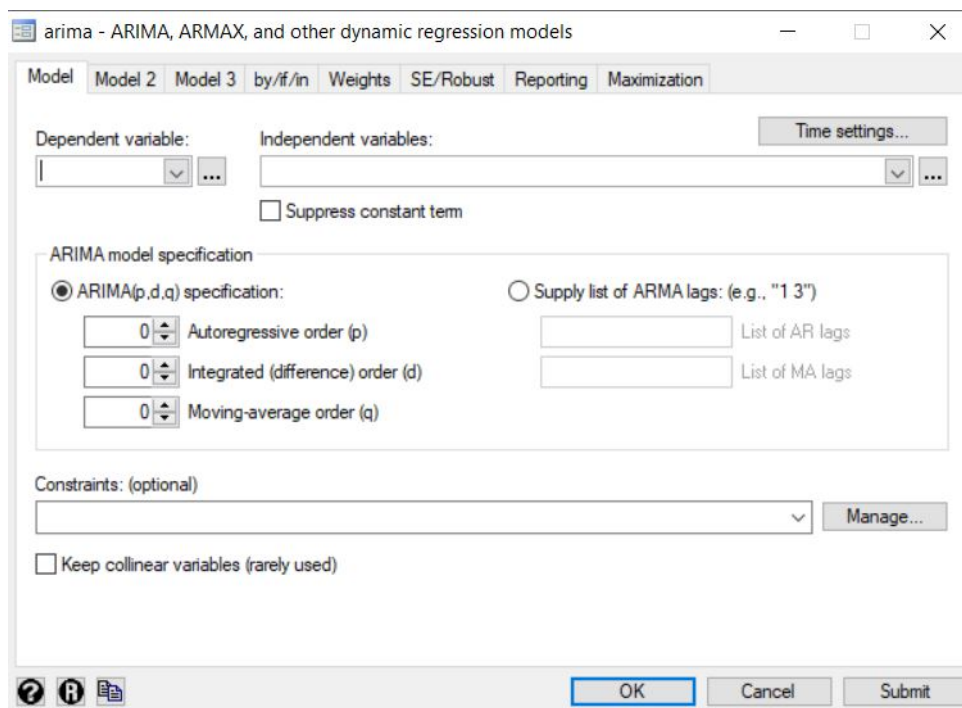 arima - ARIMA, ARMAX, and other dynamic regression models
Model Model 2 Model 3 by/if/in Weights SE/Robust Reporting Maximization
Time settings...
Dependent variable: Independent variables:
... ...
Suppress constant term
ARIMA model specification
ARIMA(p,d,q) specification: Supply list of ARMA lags: (e.g., "1 3")
0 Autoregressive order (p) List of AR lags
0 Integrated (difference) order (d) List of MA lags
0 Moving-average order (q)
Constraints: (optional)
Manage...
Keep collinear variables (rarely used)
? R OK Cancel Submit